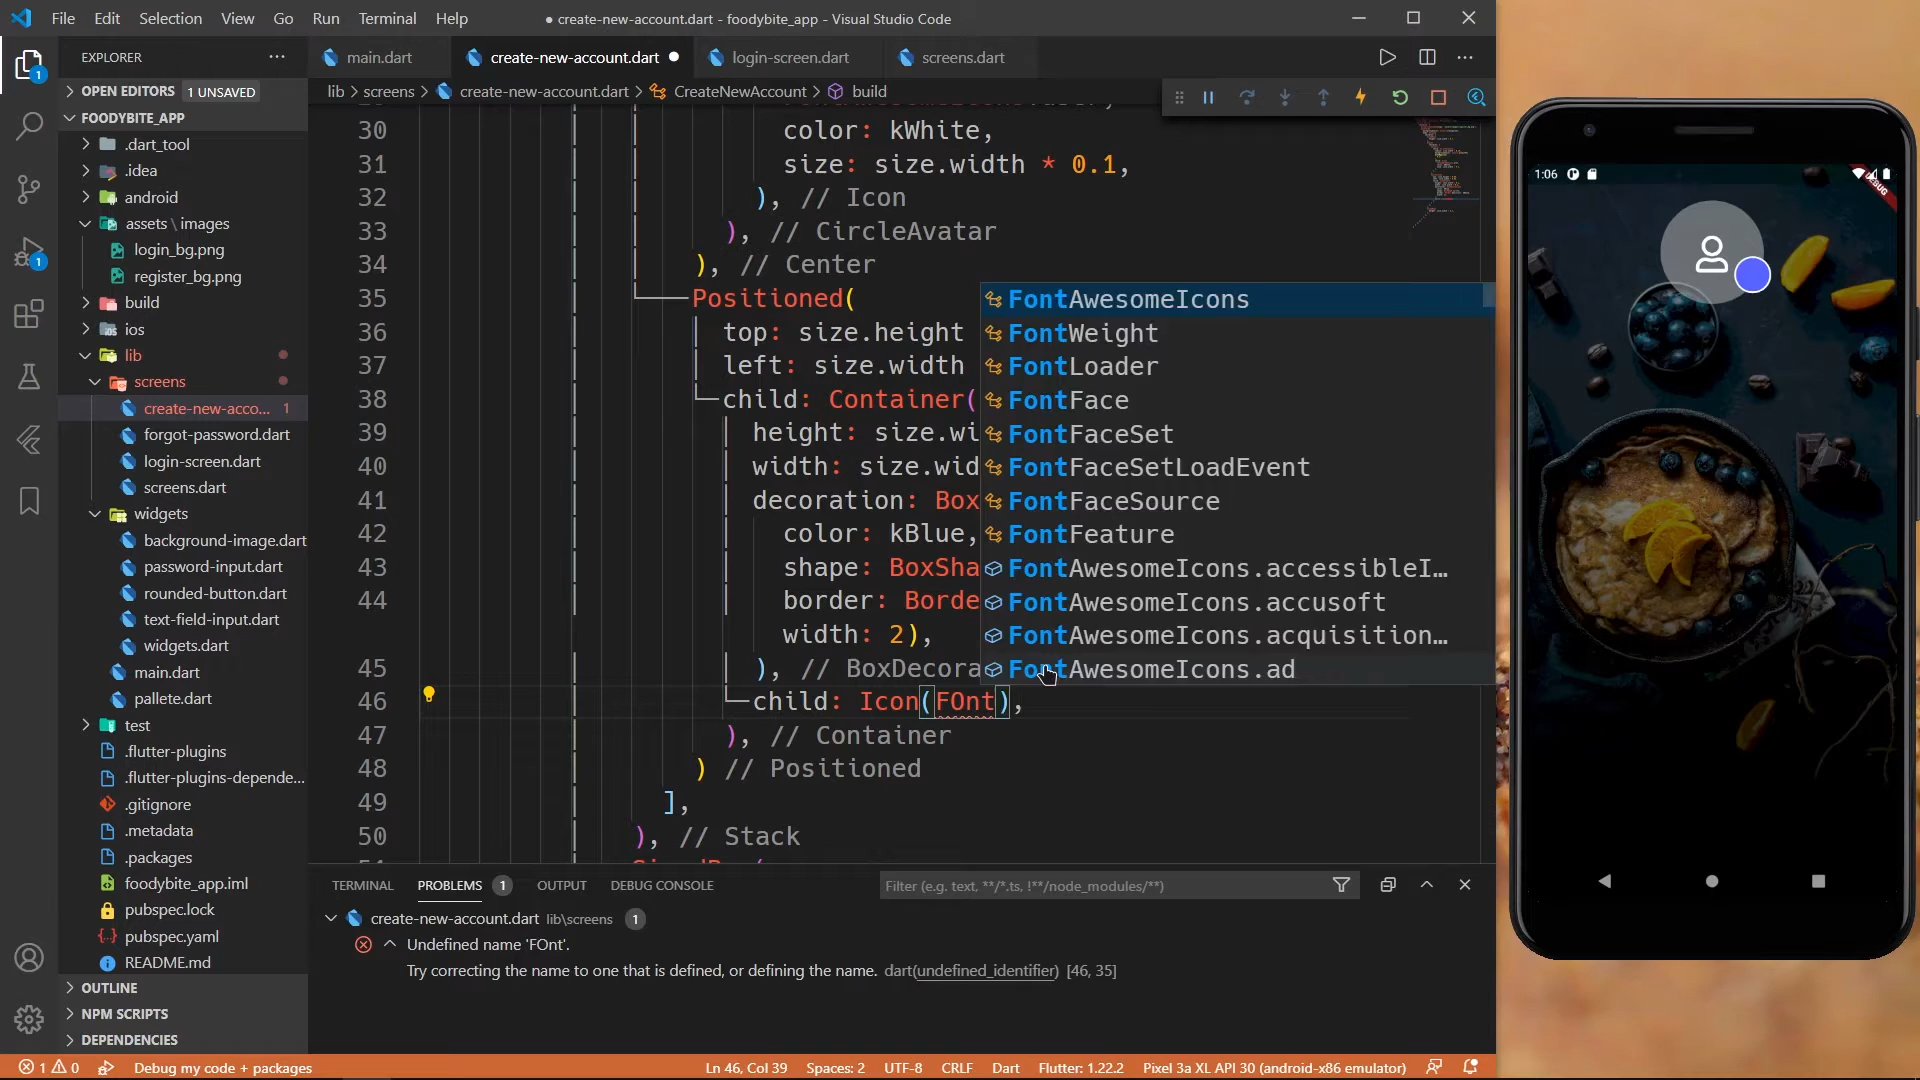 File Edit Selection View Go Run Terminal Help
● create-new-account.dart - foodybite_app - Visual Studio Code
EXPLORER
main.dart
create-new-account.dart ●
login-screen.dart
screens.dart
OPEN EDITORS 1 UNSAVED
lib > screens > create-new-account.dart > CreateNewAccount > build
FOODYBITE_APP
.dart_tool
.idea
android
assets \ images
login_bg.png
register_bg.png
build
ios
lib
screens
create-new-acco... 1
forgot-password.dart
login-screen.dart
screens.dart
widgets
background-image.dart
password-input.dart
rounded-button.dart
text-field-input.dart
widgets.dart
main.dart
pallete.dart
test
.flutter-plugins
.flutter-plugins-depende...
.gitignore
.metadata
.packages
foodybite_app.iml
pubspec.lock
pubspec.yaml
README.md
OUTLINE
NPM SCRIPTS
DEPENDENCIES
30 color: kWhite,
31 size: size.width * 0.1,
32 ), // Icon
33 ), // CircleAvatar
34 ), // Center
35 Positioned(
36 top: size.height
37 left: size.width
38 child: Container(
39 height: size.wi
40 width: size.wid
41 decoration: Box
42 color: kBlue,
43 shape: BoxSha
44 border: Borde
width: 2),
45 ), // BoxDecora
46 child: Icon(FOnt),
47 ), // Container
48 ) // Positioned
49 ],
50 ), // Stack
FontAwesomeIcons
FontWeight
FontLoader
FontFace
FontFaceSet
FontFaceSetLoadEvent
FontFaceSource
FontFeature
FontAwesomeIcons.accessibleI…
FontAwesomeIcons.accusoft
FontAwesomeIcons.acquisition…
FontAwesomeIcons.ad
TERMINAL PROBLEMS 1 OUTPUT DEBUG CONSOLE
Filter (e.g. text, **/*.ts, !**/node_modules/**)
create-new-account.dart lib\screens 1
Undefined name 'FOnt'.
Try correcting the name to one that is defined, or defining the name. dart(undefined_identifier) [46, 35]
1 0 Debug my code + packages
Ln 46, Col 39 Spaces: 2 UTF-8 CRLF Dart Flutter: 1.22.2 Pixel 3a XL API 30 (android-x86 emulator)
1:06
DEBUG